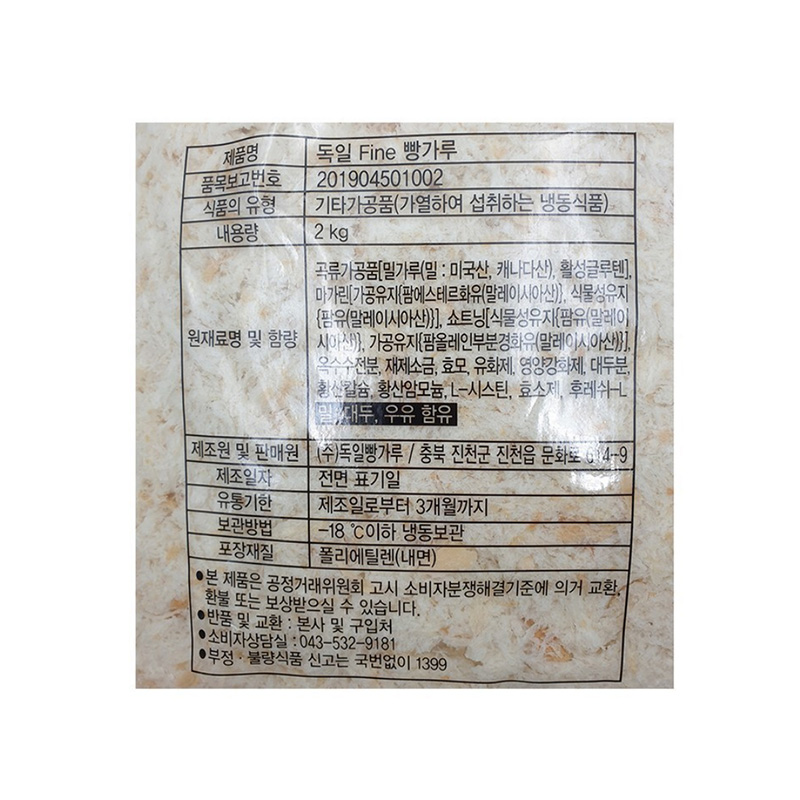 제품명 독일 Fine 빵가루
품목보고번호 201904501002
식품의 유형 기타가공품(가열하여 섭취하는 냉동식품)
내용량 2 kg
원재료명 및 함량
곡류가공품[밀가루(밀 : 미국산, 캐나다산), 활성글루텐],
마가린[가공유지{팜에스테르화유(말레이시아산)}, 식물성유지
{팜유(말레이시아산)}], 쇼트닝[식물성유지{팜유(말레이
시아산)}, 가공유지{팜올레인부분경화유(말레이시아산)}],
옥수수전분, 재제소금, 효모, 유화제, 영양강화제, 대두분,
황산칼슘, 황산암모늄, L-시스틴, 효소제, 후레쉬-L
밀, 대두, 우유 함유
제조원 및 판매원 (주)독일빵가루 / 충북 진천군 진천읍 문화로 614-9
제조일자 전면 표기일
유통기한 제조일로부터 3개월까지
보관방법 -18 ℃이하 냉동보관
포장재질 폴리에틸렌(내면)
●본 제품은 공정거래위원회 고시 소비자분쟁해결기준에 의거 교환,
환불 또는 보상받으실 수 있습니다.
●반품 및 교환 : 본사 및 구입처
●소비자상담실 : 043-532-9181
●부정 · 불량식품 신고는 국번없이 1399